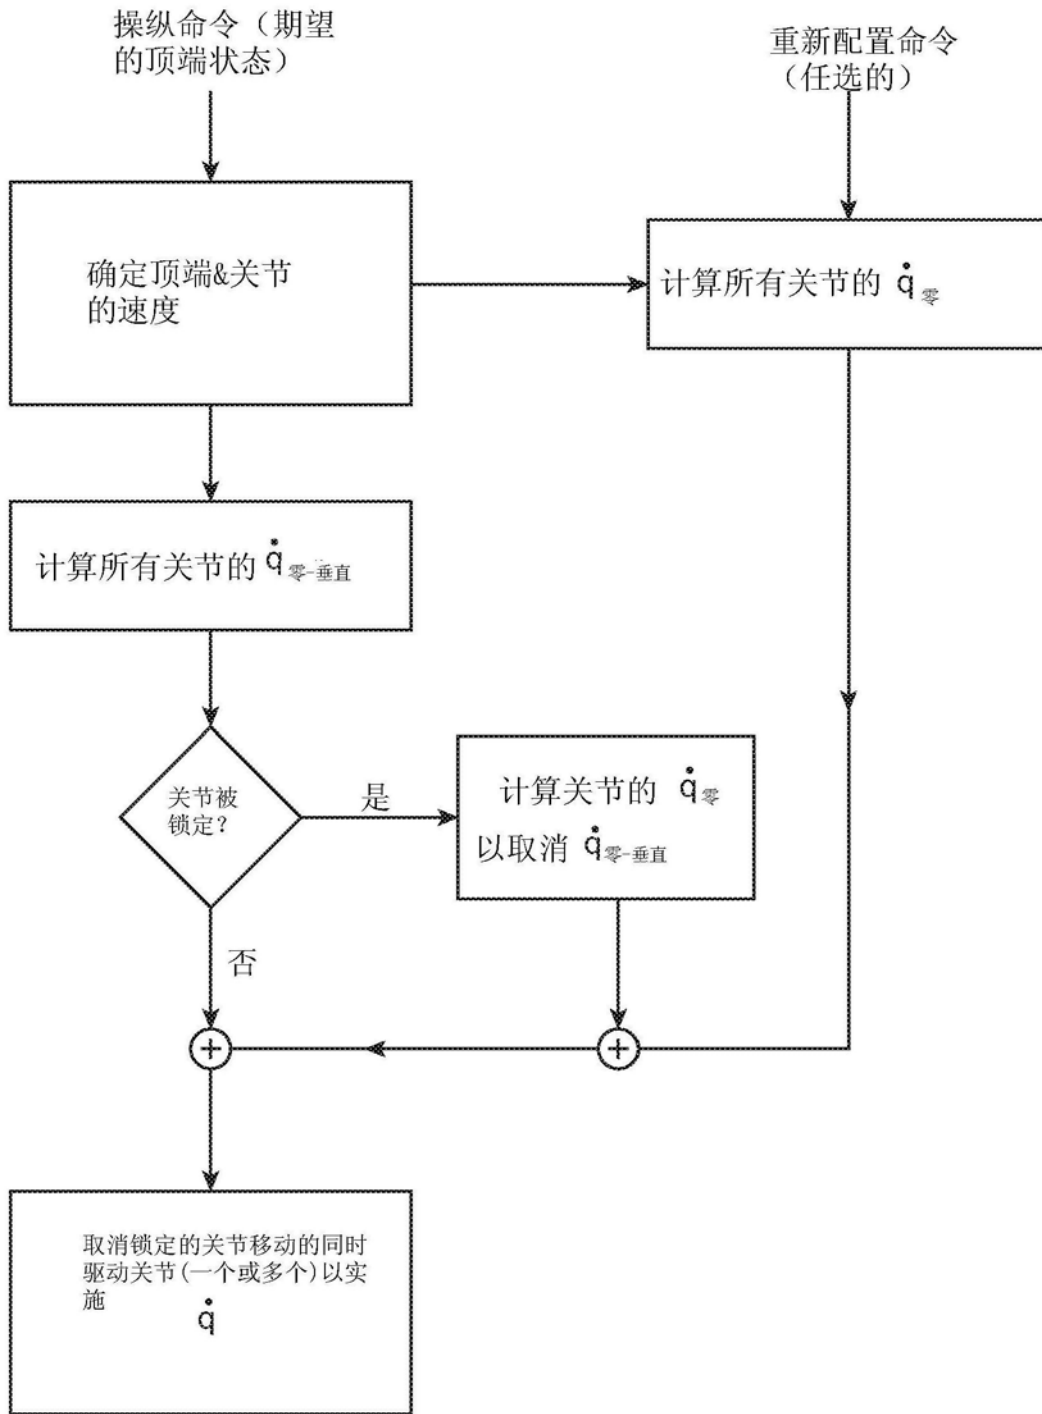 操纵命令（期望
的顶端状态）
重新配置命令
（任选的）
确定顶端&关节
的速度
计算所有关节的 q̇零
计算所有关节的 q̇零-垂直
关节被
锁定？
是
计算关节的 q̇零
以取消 q̇零-垂直
否
+
+
取消锁定的关节移动的同时
驱动关节(一个或多个)以实
施
q̇